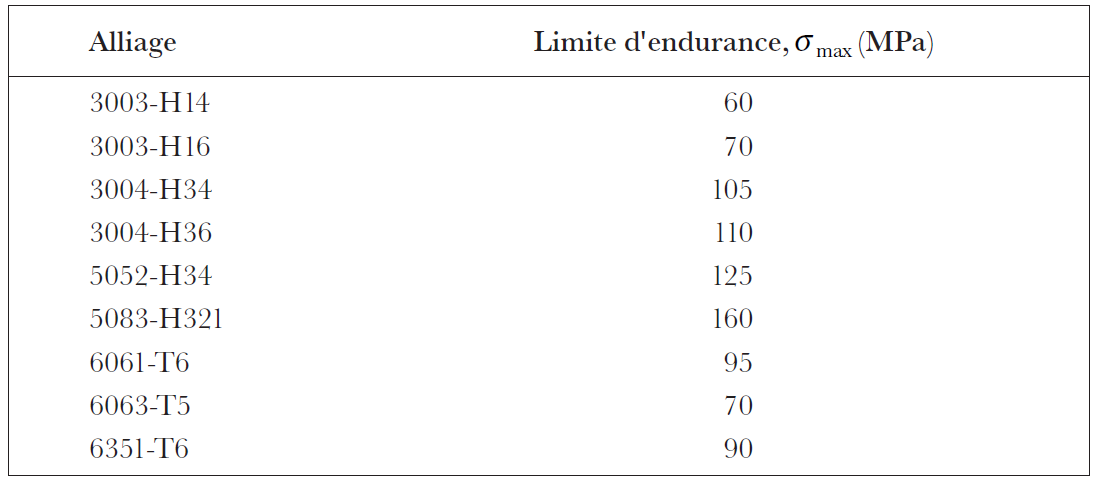 Alliage Limite d'endurance, σ max (MPa)
3003-H14 60
3003-H16 70
3004-H34 105
3004-H36 110
5052-H34 125
5083-H321 160
6061-T6 95
6063-T5 70
6351-T6 90